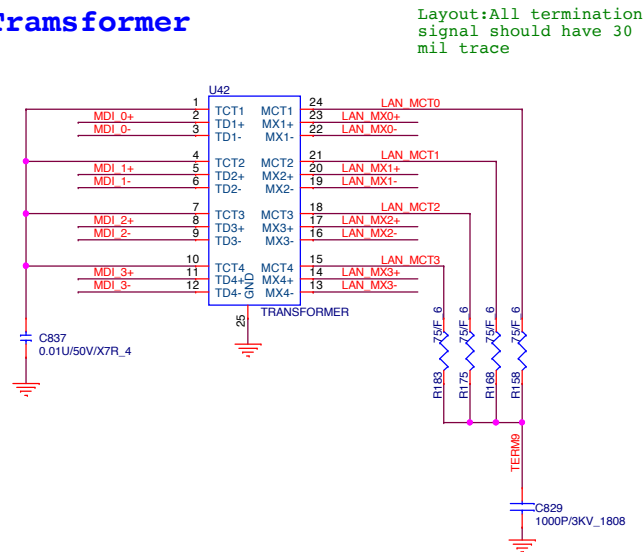 Tramsformer
Layout:All termination
signal should have 30
mil trace
U42
1 TCT1 MCT1 24 LAN_MCT0
MDI_0+ 2 TD1+ MX1+ 23 LAN_MX0+
MDI_0- 3 TD1- MX1- 22 LAN_MX0-
4 TCT2 MCT2 21 LAN_MCT1
MDI_1+ 5 TD2+ MX2+ 20 LAN_MX1+
MDI_1- 6 TD2- MX2- 19 LAN_MX1-
7 TCT3 MCT3 18 LAN_MCT2
MDI_2+ 8 TD3+ MX3+ 17 LAN_MX2+
MDI_2- 9 TD3- MX3- 16 LAN_MX2-
10 TCT4 MCT4 15 LAN_MCT3
MDI_3+ 11 TD4+ MX4+ 14 LAN_MX3+
MDI_3- 12 TD4- MX4- 13 LAN_MX3-
GND
25
TRANSFORMER
C837
0.01U/50V/X7R_4
R183 75/F_6
R175 75/F_6
R168 75/F_6
R158 75/F_6
TERM9
C829
1000P/3KV_1808